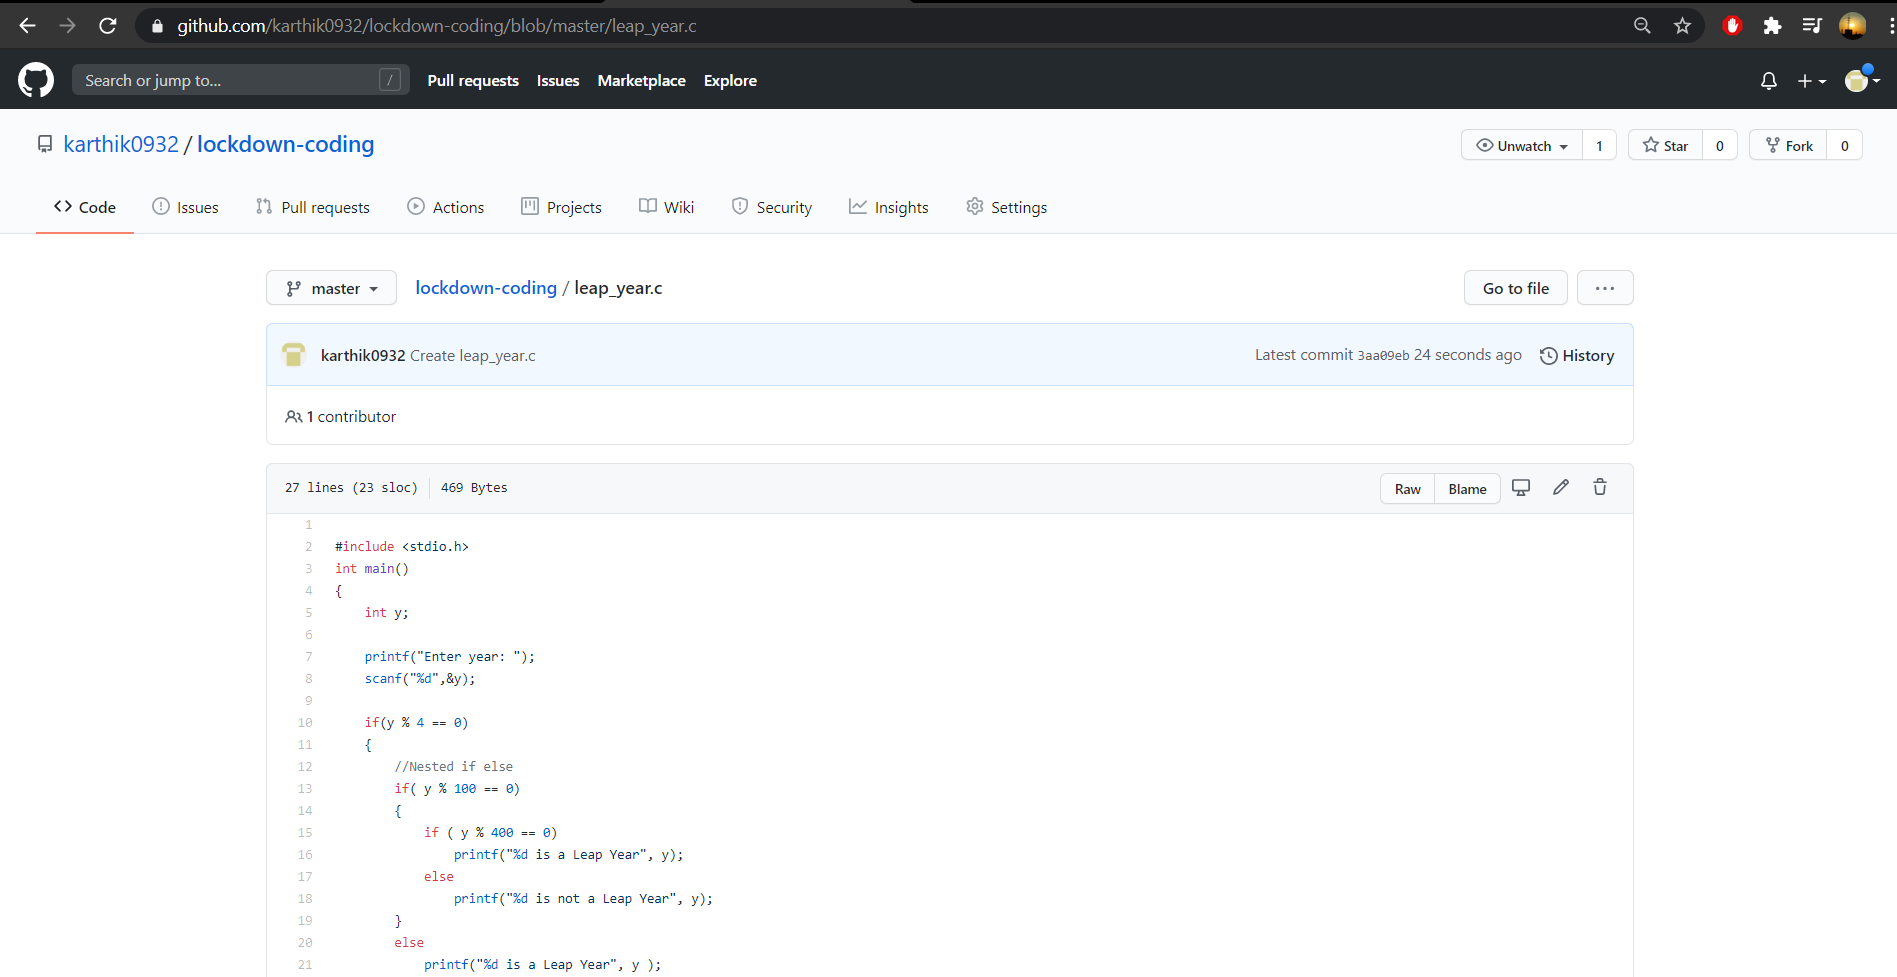 github.com/karthik0932/lockdown-coding/blob/master/leap_year.c
Search or jump to... / Pull requests Issues Marketplace Explore
karthik0932 / lockdown-coding Unwatch 1 Star 0 Fork 0
Code Issues Pull requests Actions Projects Wiki Security Insights Settings
master lockdown-coding / leap_year.c Go to file ...
karthik0932 Create leap_year.c Latest commit 3aa09eb 24 seconds ago History
1 contributor
27 lines (23 sloc) 469 Bytes Raw Blame
1
2 #include <stdio.h>
3 int main()
4 {
5     int y;
6
7     printf("Enter year: ");
8     scanf("%d",&y);
9
10     if(y % 4 == 0)
11     {
12         //Nested if else
13         if( y % 100 == 0)
14         {
15             if ( y % 400 == 0)
16                 printf("%d is a Leap Year", y);
17             else
18                 printf("%d is not a Leap Year", y);
19         }
20         else
21             printf("%d is a Leap Year", y );